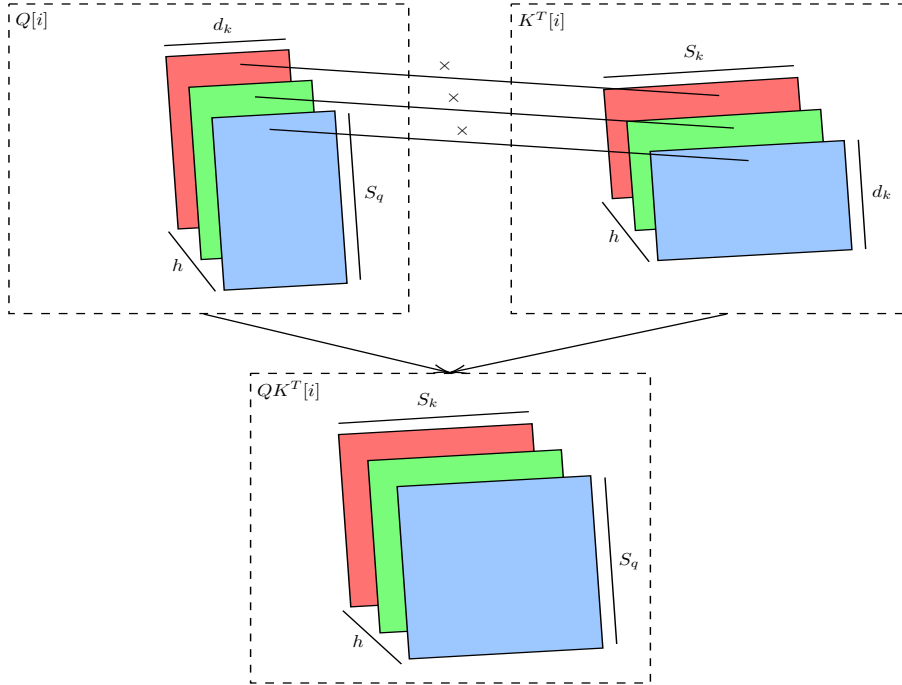 Q[i]
d_k
×
×
×
S_q
h
K^T[i]
S_k
d_k
h
QK^T[i]
S_k
S_q
h